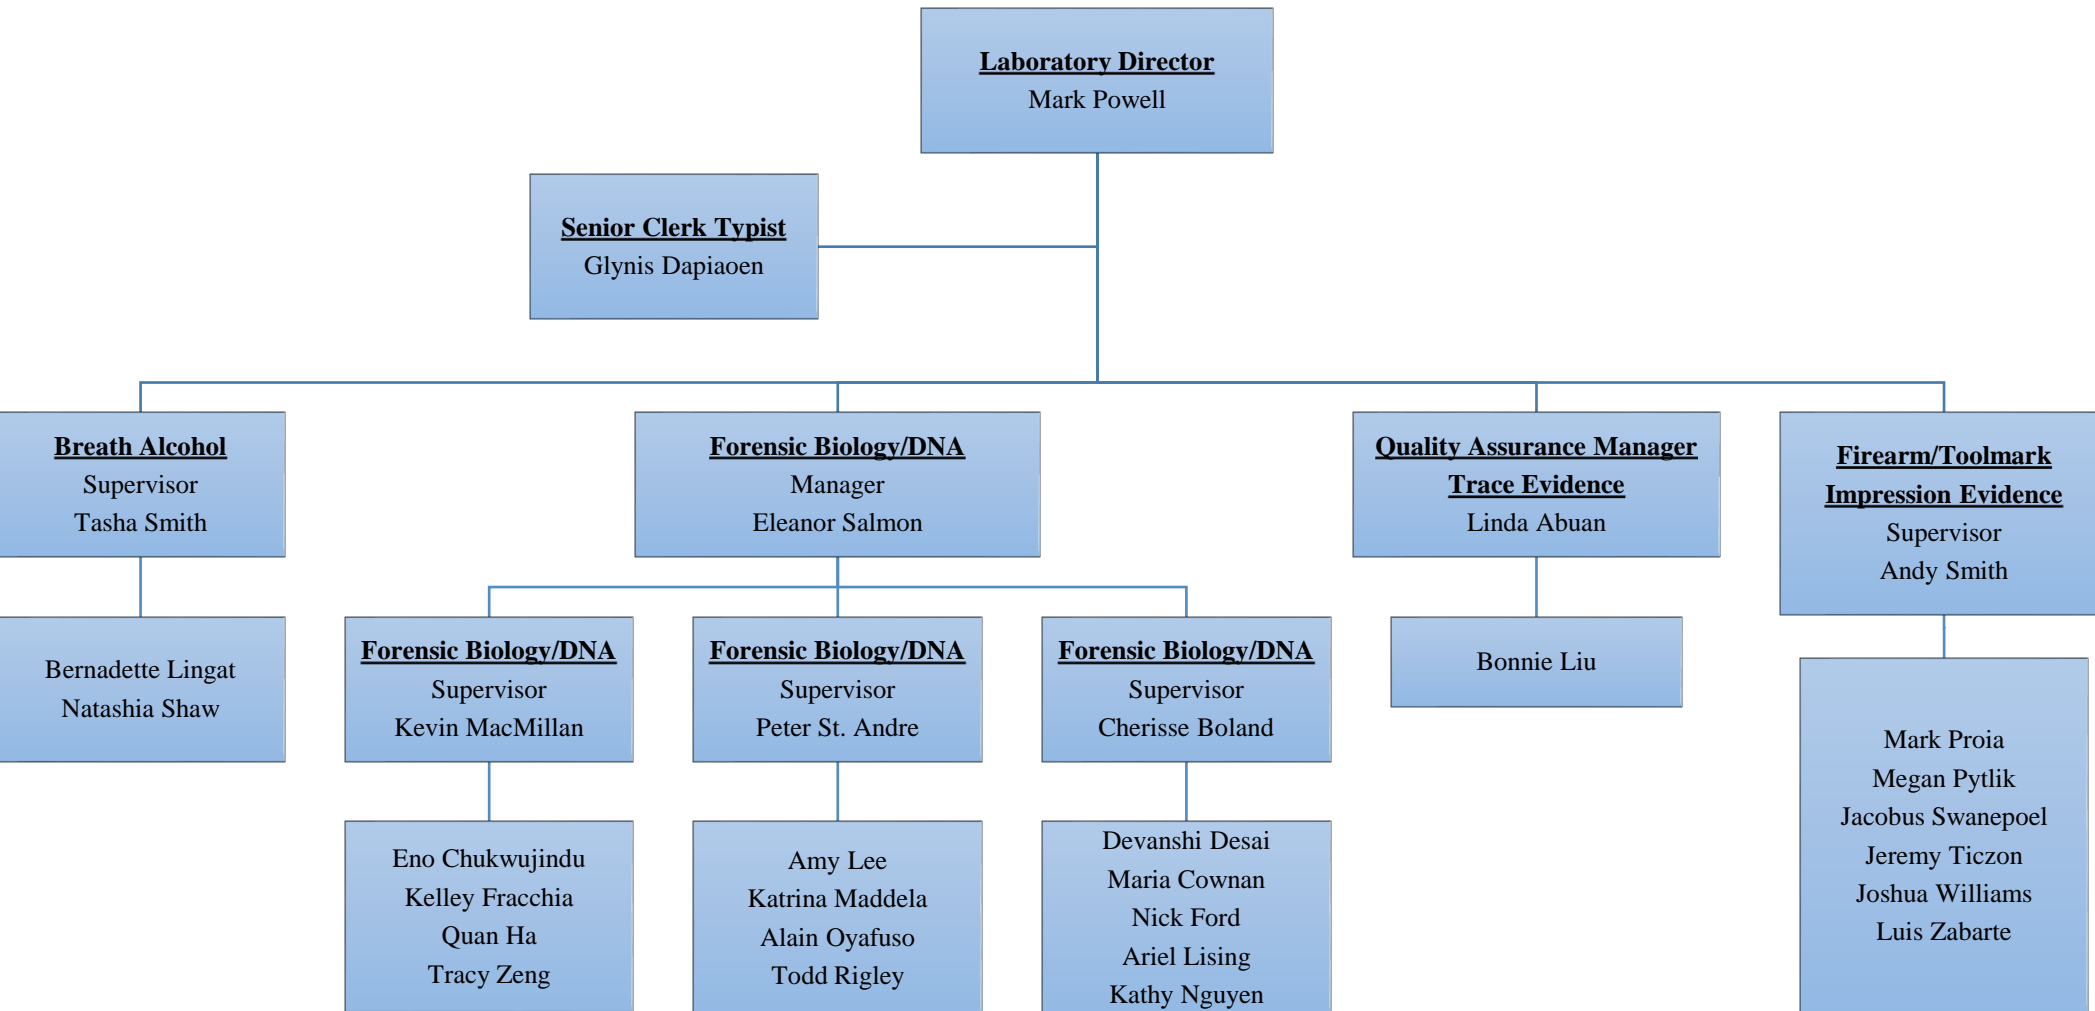 Laboratory Director
Mark Powell
Senior Clerk Typist
Glynis Dapiaoen
Breath Alcohol
Supervisor
Tasha Smith
Forensic Biology/DNA
Manager
Eleanor Salmon
Quality Assurance Manager
Trace Evidence
Linda Abuan
Firearm/Toolmark
Impression Evidence
Supervisor
Andy Smith
Bernadette Lingat
Natashia Shaw
Forensic Biology/DNA
Supervisor
Kevin MacMillan
Forensic Biology/DNA
Supervisor
Peter St. Andre
Forensic Biology/DNA
Supervisor
Cherisse Boland
Bonnie Liu
Mark Proia
Megan Pytlik
Jacobus Swanepoel
Jeremy Ticzon
Joshua Williams
Luis Zabarte
Eno Chukwujindu
Kelley Fracchia
Quan Ha
Tracy Zeng
Amy Lee
Katrina Maddela
Alain Oyafuso
Todd Rigley
Devanshi Desai
Maria Cownan
Nick Ford
Ariel Lising
Kathy Nguyen